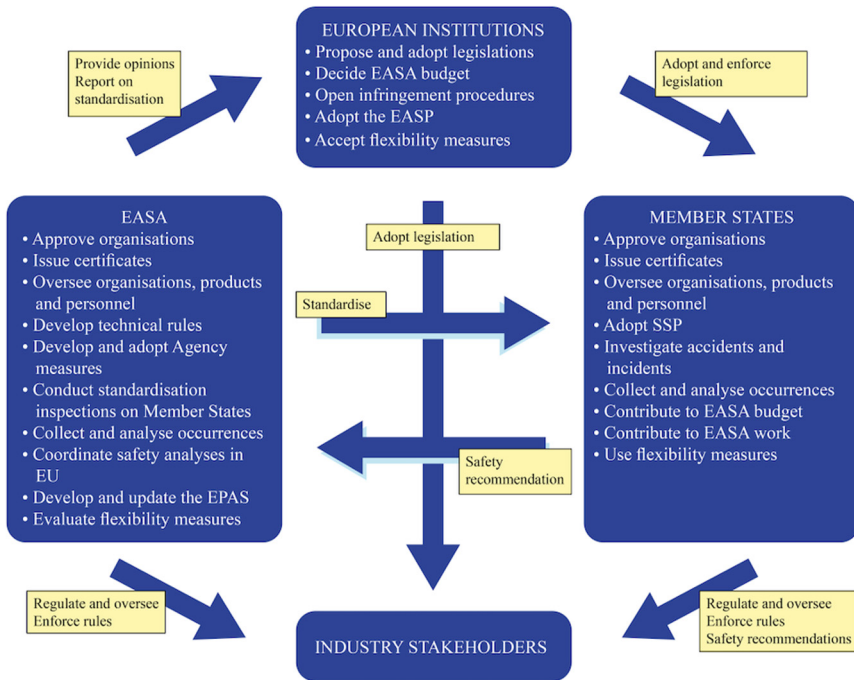 EUROPEAN INSTITUTIONS
• Propose and adopt legislations
• Decide EASA budget
• Open infringement procedures
• Adopt the EASP
• Accept flexibility measures
Provide opinions
Report on
standardisation
Adopt and enforce
legislation
EASA
• Approve organisations
• Issue certificates
• Oversee organisations, products
and personnel
• Develop technical rules
• Develop and adopt Agency
measures
• Conduct standardisation
inspections on Member States
• Collect and analyse occurrences
• Coordinate safety analyses in
EU
• Develop and update the EPAS
• Evaluate flexibility measures
Adopt legislation
Standardise
Safety
recommendation
MEMBER STATES
• Approve organisations
• Issue certificates
• Oversee organisations, products
and personnel
• Adopt SSP
• Investigate accidents and
incidents
• Collect and analyse occurrences
• Contribute to EASA budget
• Contribute to EASA work
• Use flexibility measures
Regulate and oversee
Enforce rules
Regulate and oversee
Enforce rules
Safety recommendations
INDUSTRY STAKEHOLDERS